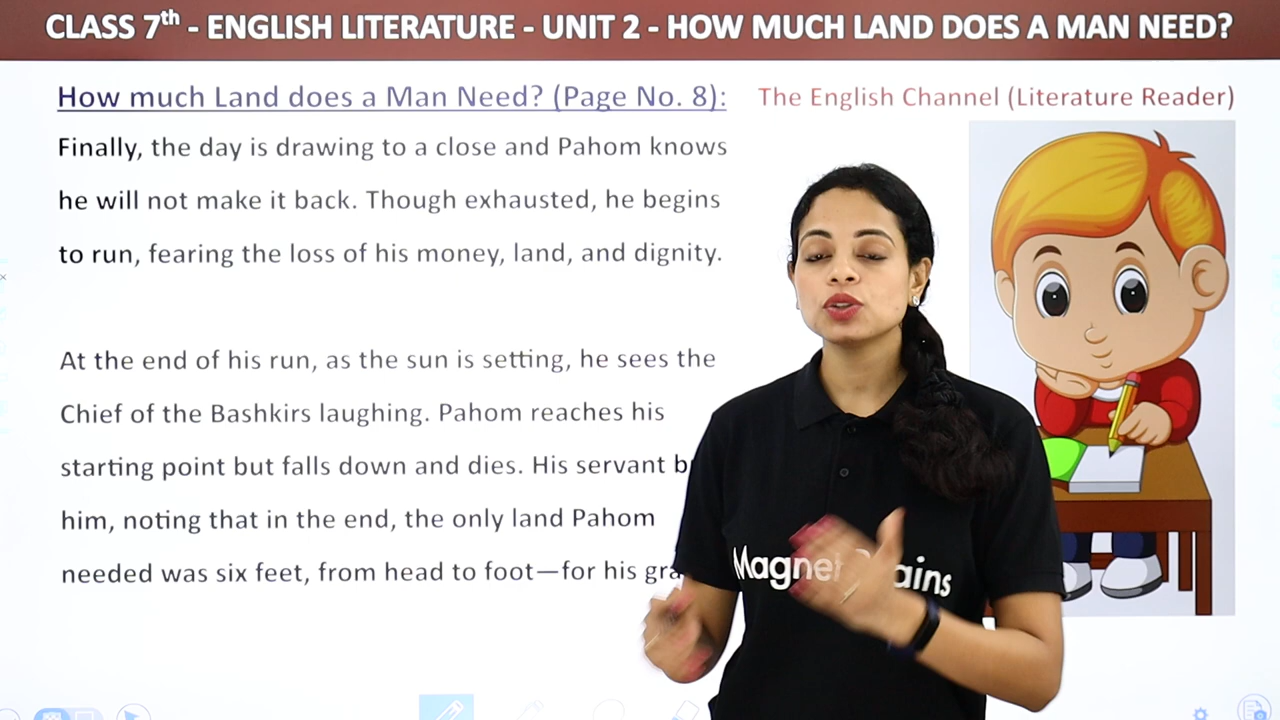 CLASS 7th - ENGLISH LITERATURE - UNIT 2 - HOW MUCH LAND DOES A MAN NEED?
How much Land does a Man Need? (Page No. 8):
The English Channel (Literature Reader)
Finally, the day is drawing to a close and Pahom knows
he will not make it back. Though exhausted, he begins
to run, fearing the loss of his money, land, and dignity.
At the end of his run, as the sun is setting, he sees the
Chief of the Bashkirs laughing. Pahom reaches his
starting point but falls down and dies. His servant
him, noting that in the end, the only land Pahom
needed was six feet, from head to foot—for his